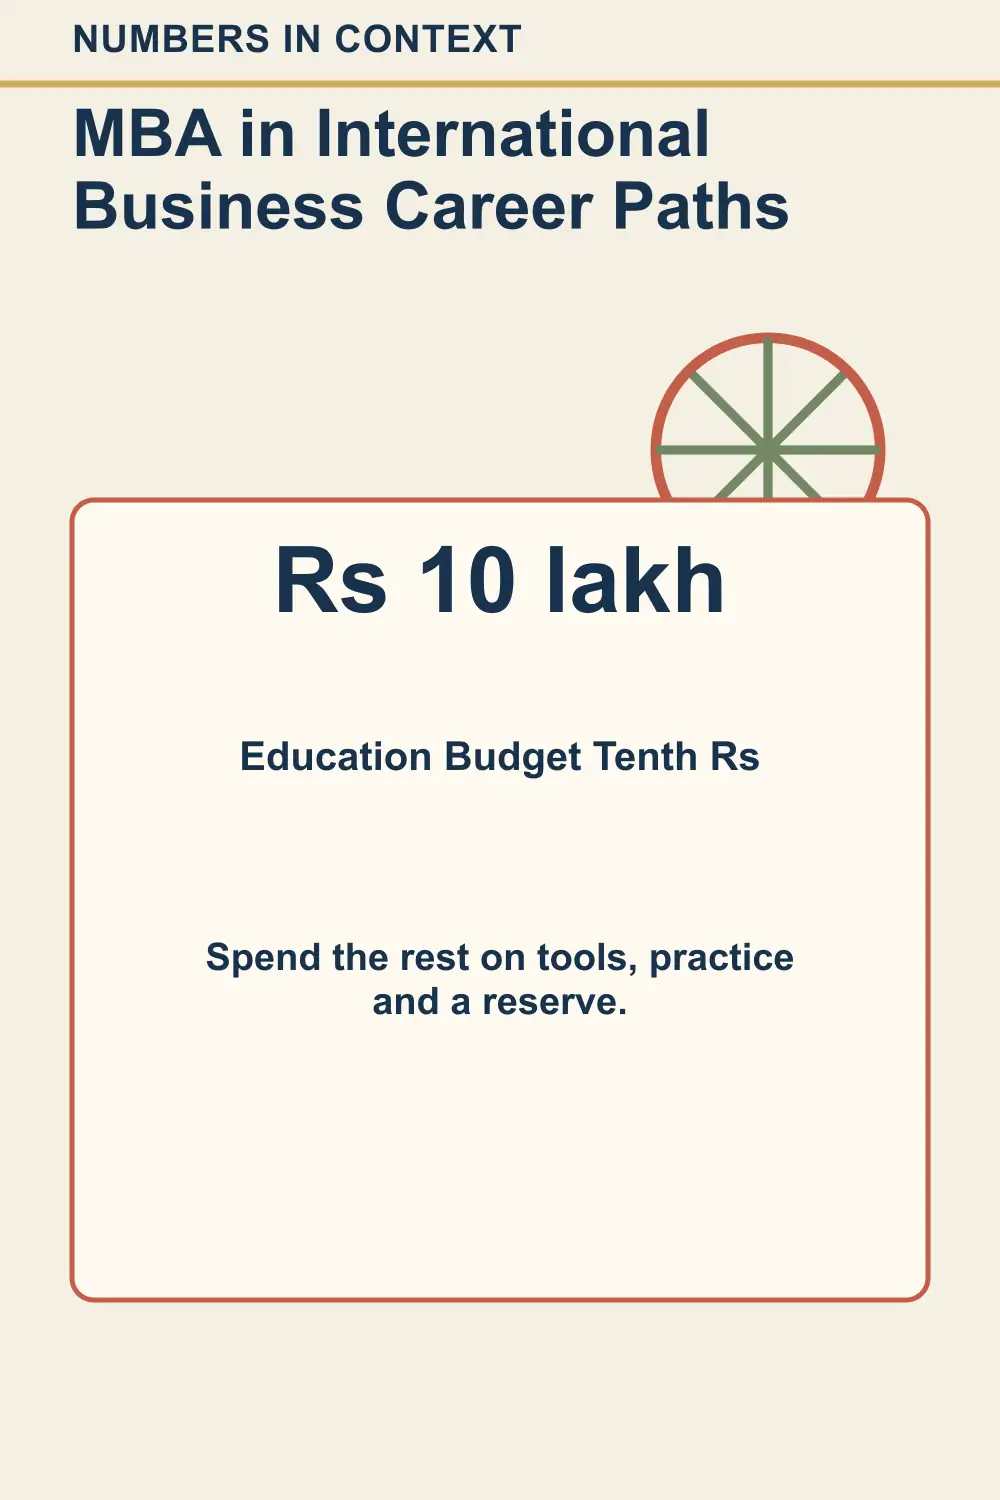 NUMBERS IN CONTEXT
MBA in International
Business Career Paths
Rs 10 lakh
Education Budget Tenth Rs
Spend the rest on tools, practice
and a reserve.